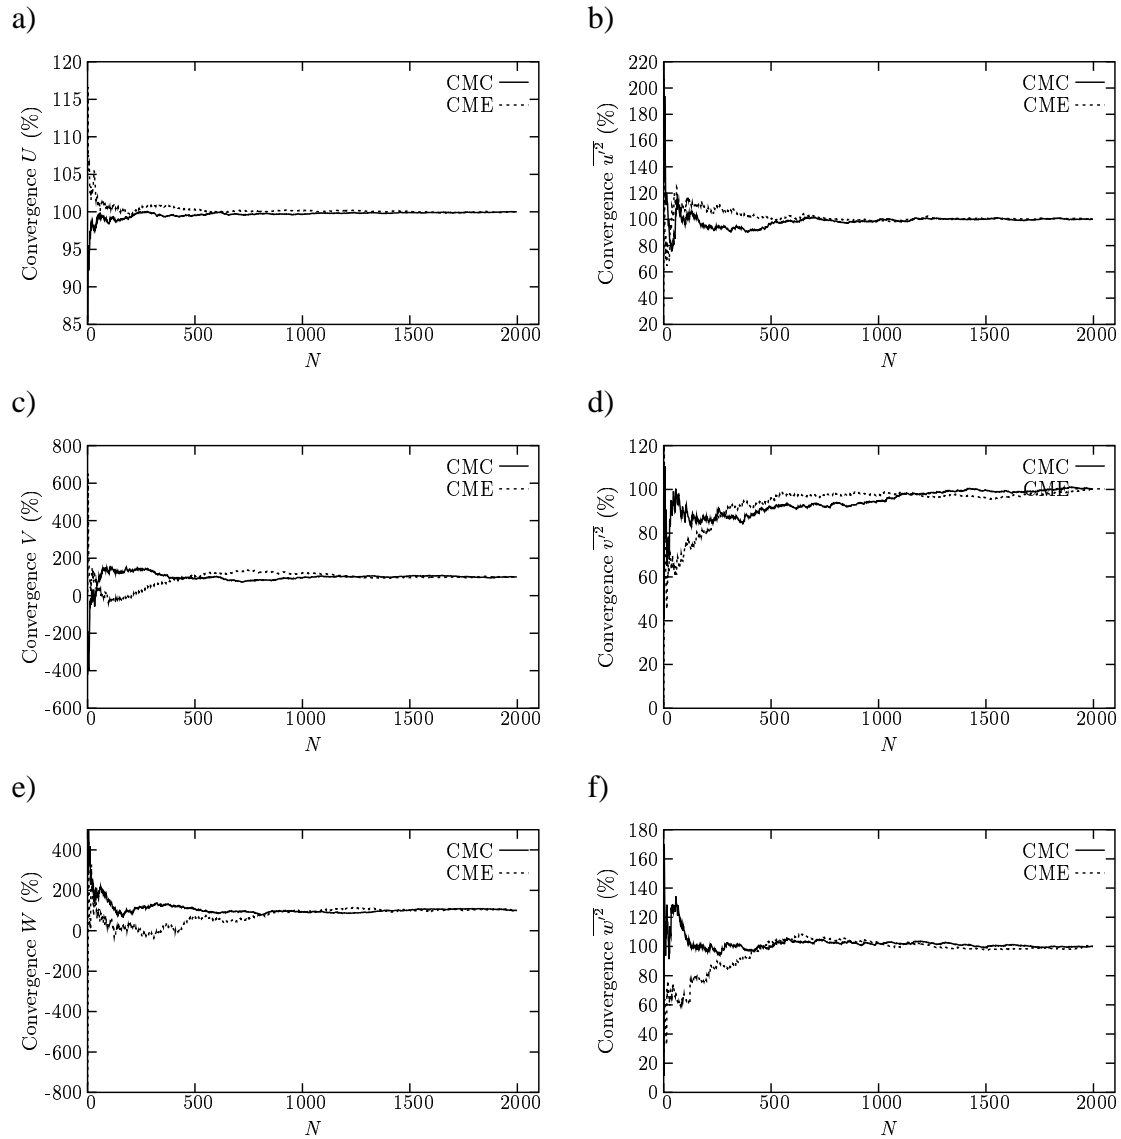 a)
120
115
110
105
100
95
90
85
Convergence U (%)
CMC
CME
0 500 1000 1500 2000
N
b)
220
200
180
160
140
120
100
80
60
40
20
Convergence u'² (%)
CMC
CME
0 500 1000 1500 2000
N
c)
800
600
400
200
0
-200
-400
-600
Convergence V (%)
CMC
CME
0 500 1000 1500 2000
N
d)
120
100
80
60
40
20
0
Convergence v'² (%)
CMC
CME
0 500 1000 1500 2000
N
e)
400
200
0
-200
-400
-600
-800
Convergence W (%)
CMC
CME
0 500 1000 1500 2000
N
f)
180
160
140
120
100
80
60
40
20
0
Convergence w'² (%)
CMC
CME
0 500 1000 1500 2000
N